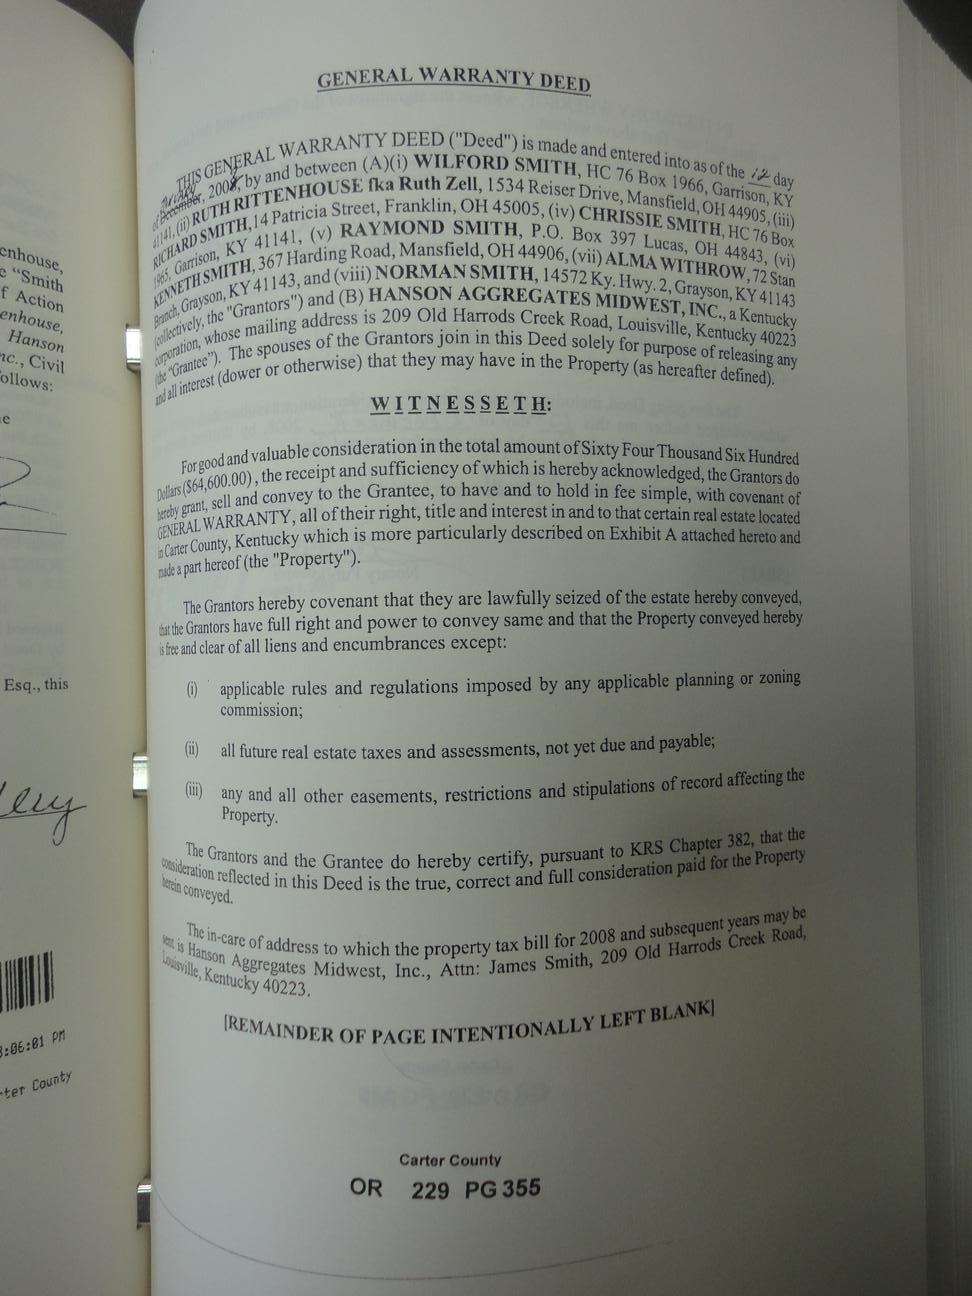 GENERAL WARRANTY DEED
THIS GENERAL WARRANTY DEED ("Deed") is made and entered into as of the 12 day
of December, 2008, by and between (A)(i) WILFORD SMITH, HC 76 Box 1966, Garrison, KY
41141, (ii) RUTH RITTENHOUSE fka Ruth Zell, 1534 Reiser Drive, Mansfield, OH 44905, (iii)
RICHARD SMITH, 14 Patricia Street, Franklin, OH 45005, (iv) CHRISSIE SMITH, HC 76 Box
1965, Garrison, KY 41141, (v) RAYMOND SMITH, P.O. Box 397 Lucas, OH 44843, (vi)
KENNETH SMITH, 367 Harding Road, Mansfield, OH 44906, (vii) ALMA WITHROW, 72 Stan
Branch, Grayson, KY 41143, and (viii) NORMAN SMITH, 14572 Ky. Hwy. 2, Grayson, KY 41143
(collectively, the "Grantors") and (B) HANSON AGGREGATES MIDWEST, INC., a Kentucky
corporation, whose mailing address is 209 Old Harrods Creek Road, Louisville, Kentucky 40223
(the "Grantee"). The spouses of the Grantors join in this Deed solely for purpose of releasing any
and all interest (dower or otherwise) that they may have in the Property (as hereafter defined).
WITNESSETH:
For good and valuable consideration in the total amount of Sixty Four Thousand Six Hundred
Dollars ($64,600.00), the receipt and sufficiency of which is hereby acknowledged, the Grantors do
hereby grant, sell and convey to the Grantee, to have and to hold in fee simple, with covenant of
GENERAL WARRANTY, all of their right, title and interest in and to that certain real estate located
in Carter County, Kentucky which is more particularly described on Exhibit A attached hereto and
made a part hereof (the "Property").
The Grantors hereby covenant that they are lawfully seized of the estate hereby conveyed,
that the Grantors have full right and power to convey same and that the Property conveyed hereby
is free and clear of all liens and encumbrances except:
(i) applicable rules and regulations imposed by any applicable planning or zoning
commission;
(ii) all future real estate taxes and assessments, not yet due and payable;
(iii) any and all other easements, restrictions and stipulations of record affecting the
Property.
The Grantors and the Grantee do hereby certify, pursuant to KRS Chapter 382, that the
consideration reflected in this Deed is the true, correct and full consideration paid for the Property
herein conveyed.
The in-care of address to which the property tax bill for 2008 and subsequent years may be
sent is Hanson Aggregates Midwest, Inc., Attn: James Smith, 209 Old Harrods Creek Road,
Louisville, Kentucky 40223.
[REMAINDER OF PAGE INTENTIONALLY LEFT BLANK]
Carter County
OR 229 PG 355
enhouse,
e "Smith
f Action
enhouse,
Hanson
nc., Civil
ollows:
e
Esq., this
:06:01 PM
rter County